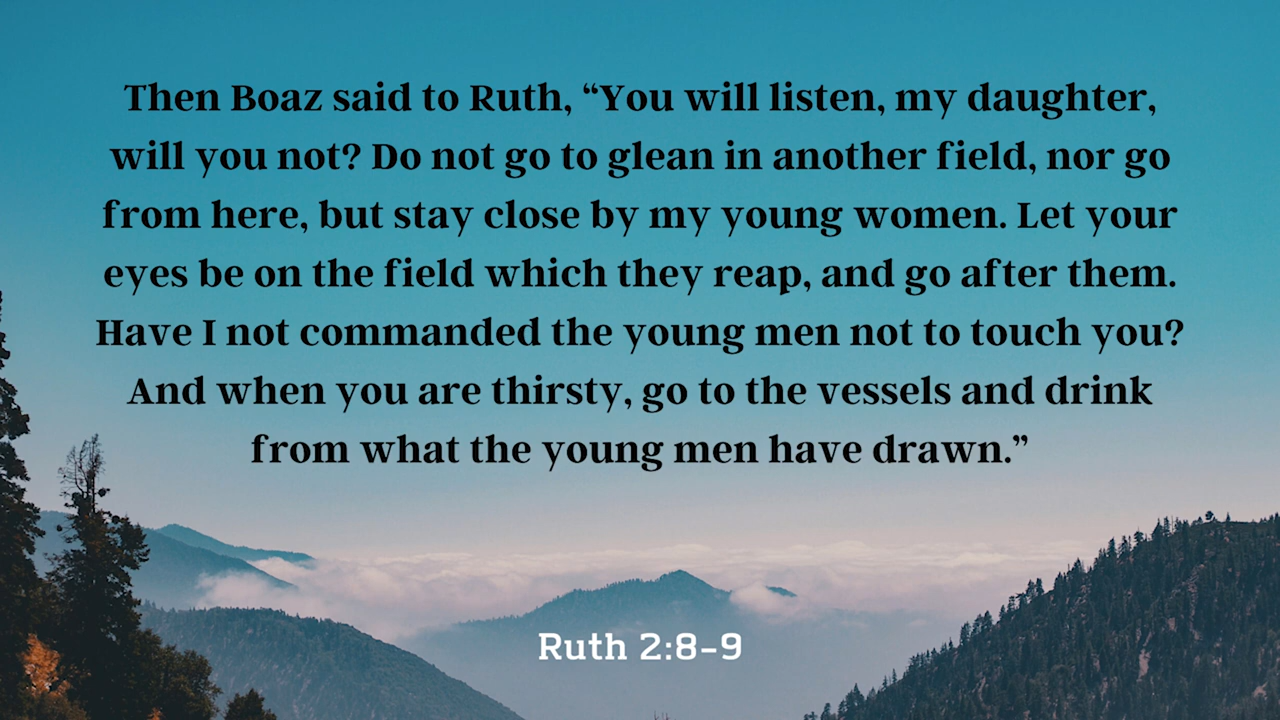 Then Boaz said to Ruth, “You will listen, my daughter,
will you not? Do not go to glean in another field, nor go
from here, but stay close by my young women. Let your
eyes be on the field which they reap, and go after them.
Have I not commanded the young men not to touch you?
And when you are thirsty, go to the vessels and drink
from what the young men have drawn.”
Ruth 2:8-9